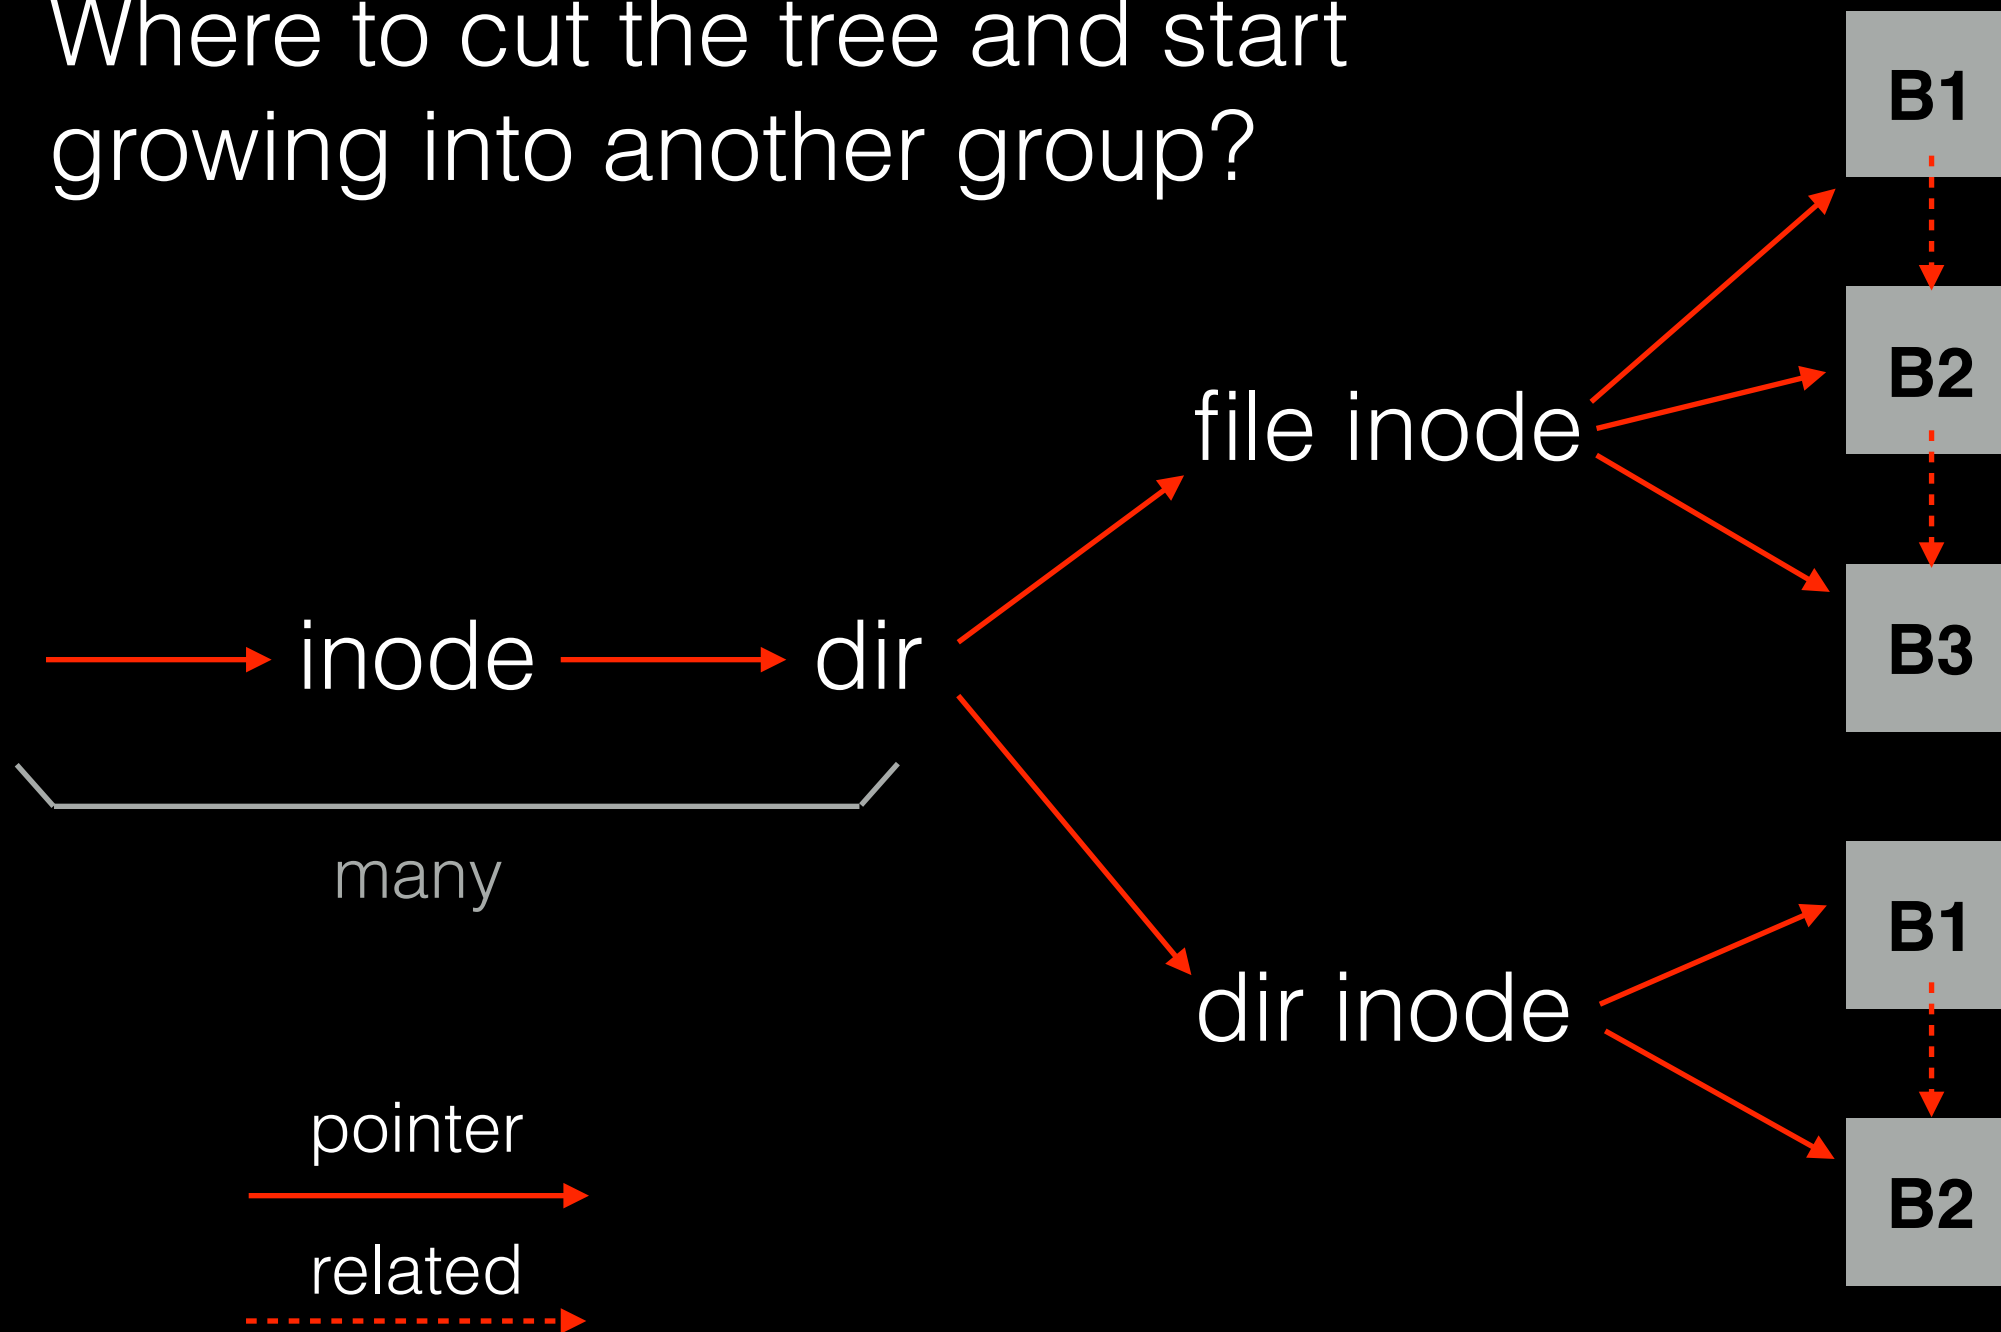 Where to cut the tree and start
growing into another group?
B1
B2
file inode
inode
dir
B3
many
B1
dir inode
pointer
B2
related